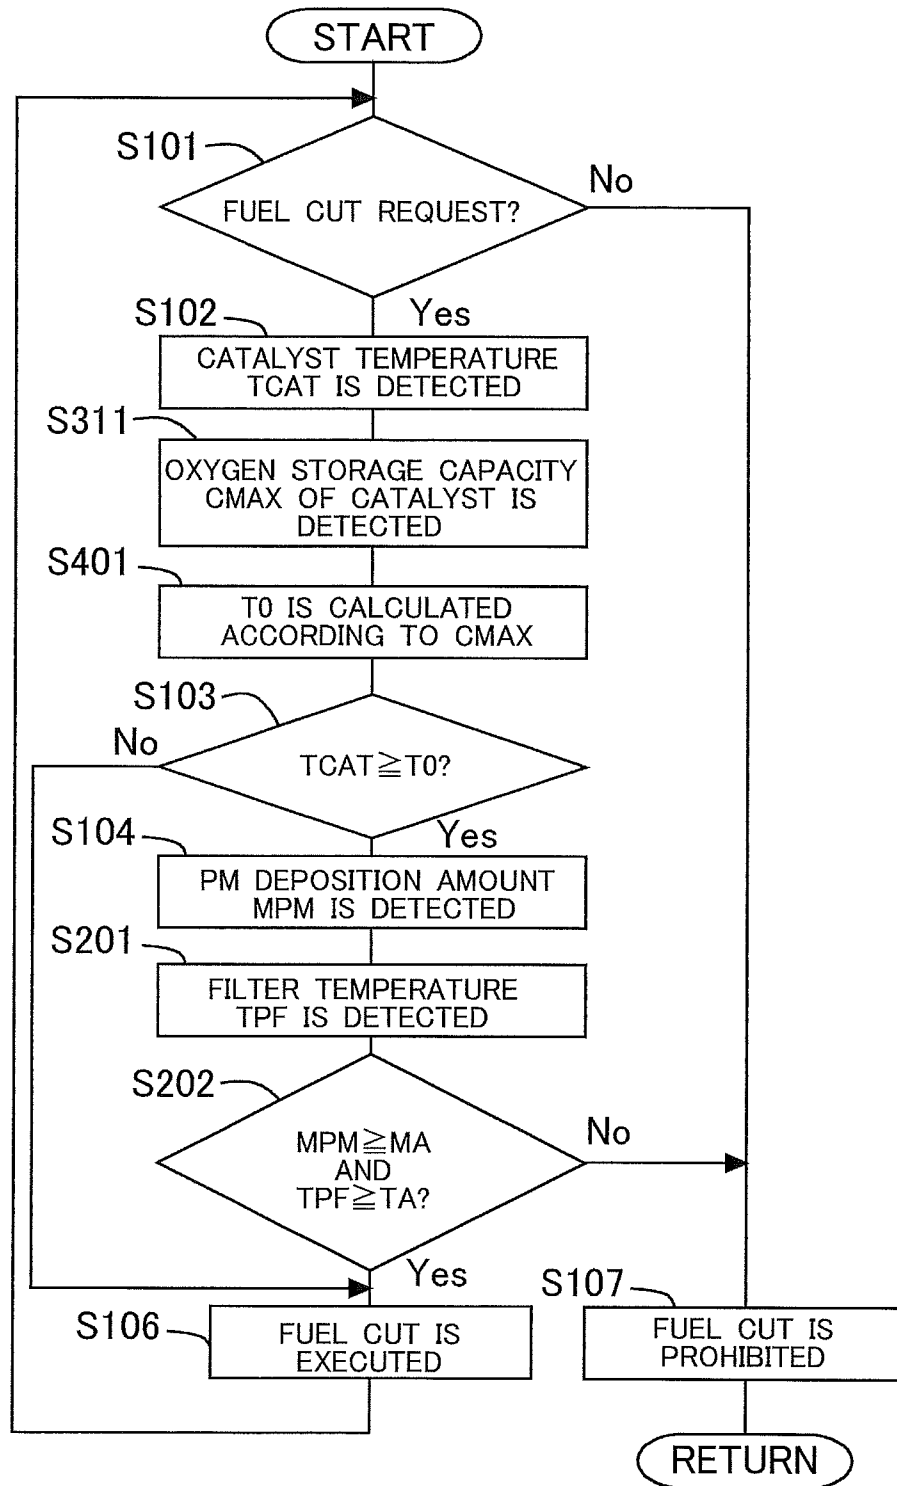 START
S101
No
FUEL CUT REQUEST?
Yes
S102
CATALYST TEMPERATURE
TCAT IS DETECTED
S311
OXYGEN STORAGE CAPACITY
CMAX OF CATALYST IS
DETECTED
S401
T0 IS CALCULATED
ACCORDING TO CMAX
S103
No
TCAT≧T0?
Yes
S104
PM DEPOSITION AMOUNT
MPM IS DETECTED
S201
FILTER TEMPERATURE
TPF IS DETECTED
S202
No
MPM≧MA
AND
TPF≧TA?
Yes
S106
FUEL CUT IS
EXECUTED
S107
FUEL CUT IS
PROHIBITED
RETURN